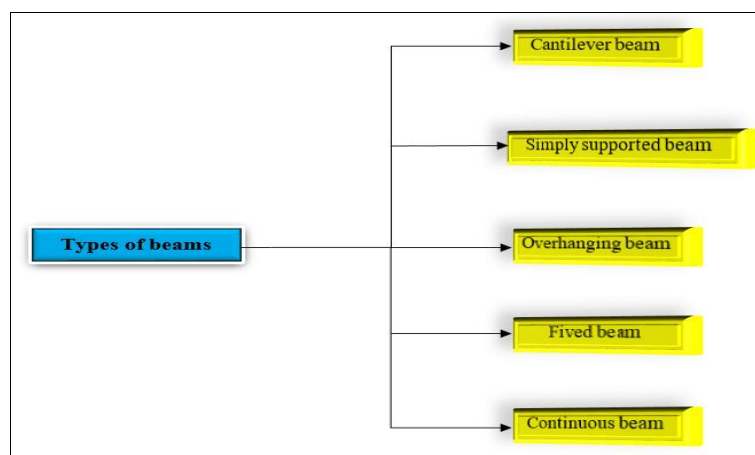 Cantilever beam
Simply supported beam
Types of beams
Overhanging beam
Fived beam
Continuous beam